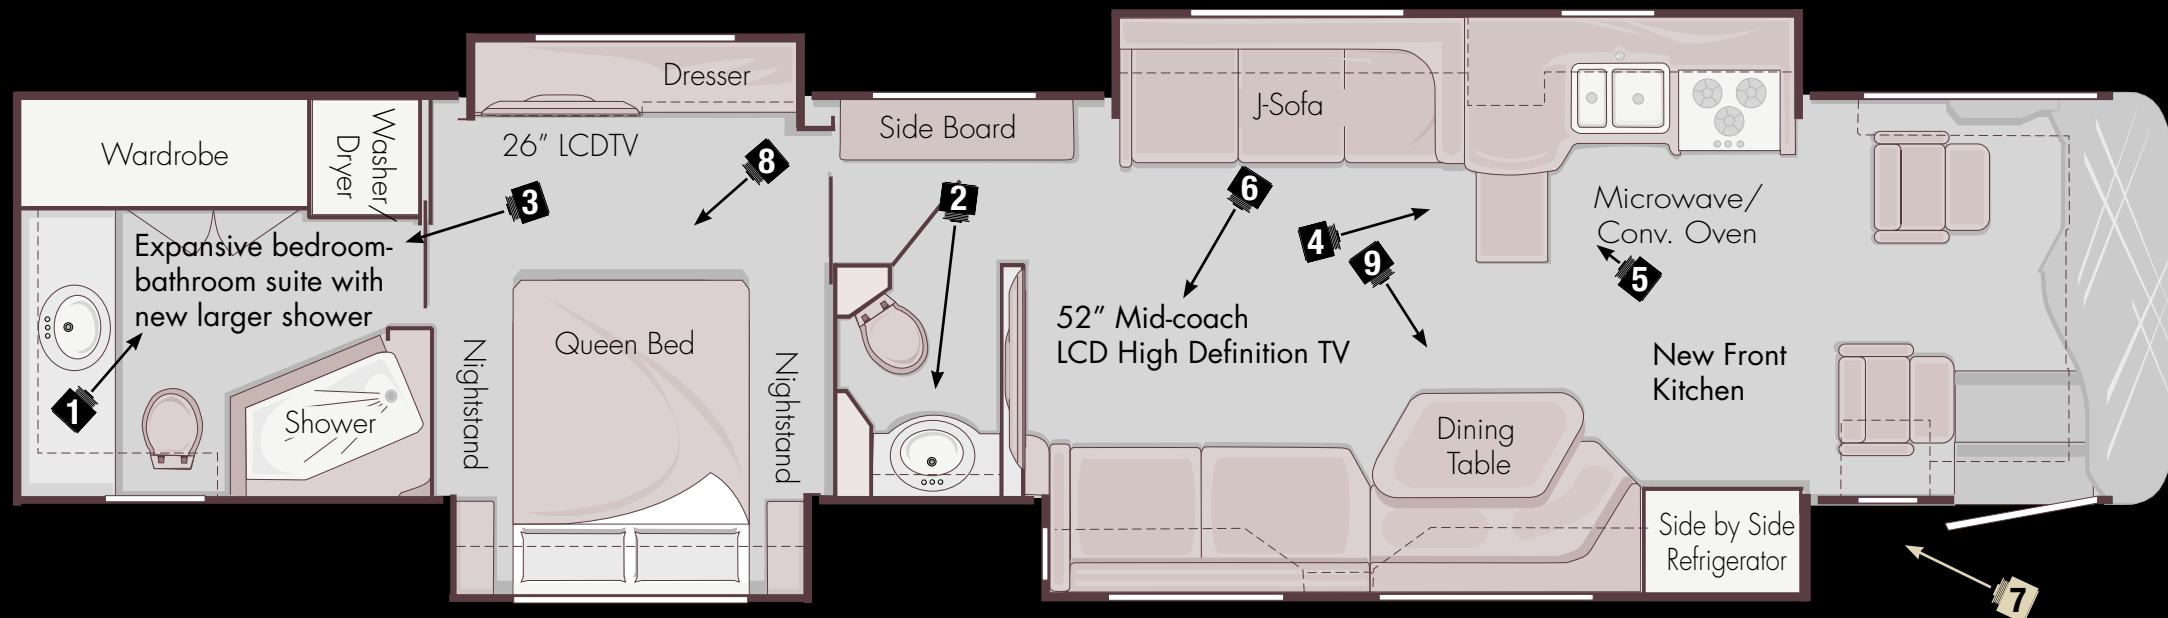 Wardrobe
Washer/
Dryer
Expansive bedroom-
bathroom suite with
new larger shower
1
Shower
3
Dresser
26” LCDTV
8
Queen Bed
Nightstand
Nightstand
Side Board
2
J-Sofa
6
4
9
52” Mid-coach
LCD High Definition TV
Microwave/
Conv. Oven
5
New Front
Kitchen
Dining
Table
Side by Side
Refrigerator
7